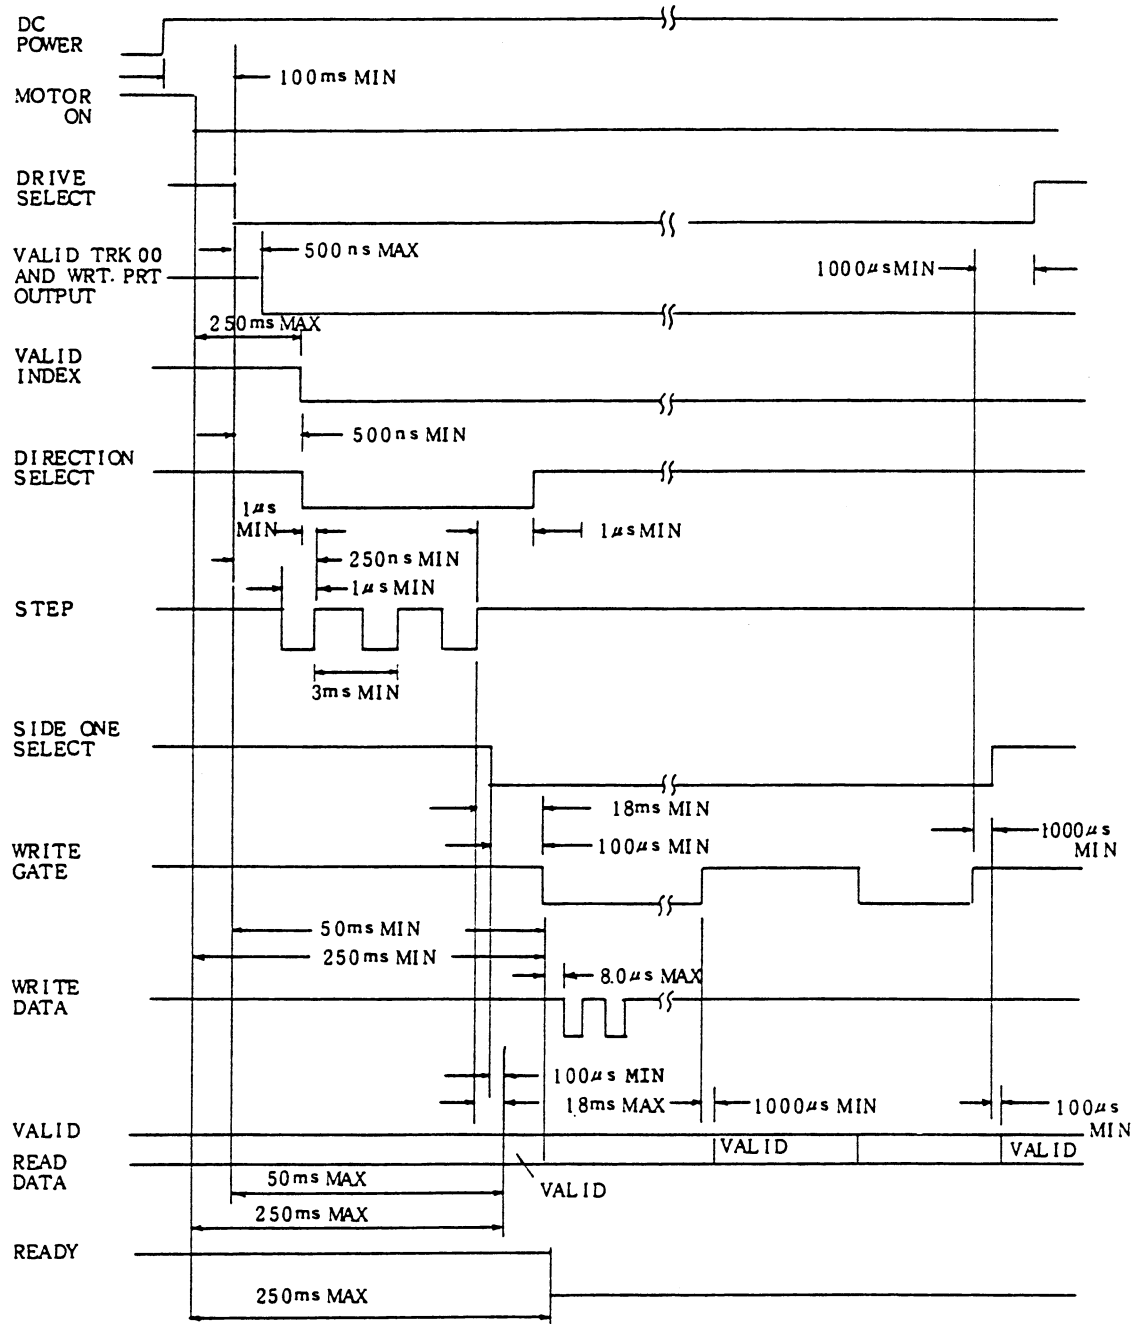 DC
POWER
100ms MIN
MOTOR
ON
DRIVE
SELECT
VALID TRK 00
AND WRT. PRT
OUTPUT
500ns MAX
1000μs MIN
250ms MAX
VALID
INDEX
500ns MIN
DIRECTION
SELECT
1μs
MIN
1μs MIN
250ns MIN
1μs MIN
STEP
3ms MIN
SIDE ONE
SELECT
18ms MIN
1000μs
MIN
100μs MIN
WRITE
GATE
50ms MIN
250ms MIN
8.0μs MAX
WRITE
DATA
100μs MIN
18ms MAX
1000μs MIN
100μs
MIN
VALID
READ
DATA
VALID
VALID
VALID
50ms MAX
250ms MAX
READY
250ms MAX